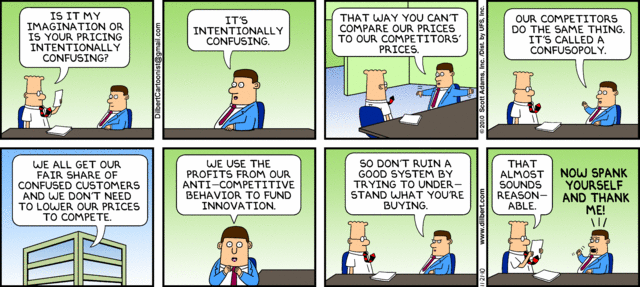 IS IT MY
IMAGINATION OR
IS YOUR PRICING
INTENTIONALLY
CONFUSING?
DilbertCartoonist@gmail.com
IT'S
INTENTIONALLY
CONFUSING.
THAT WAY YOU CAN'T
COMPARE OUR PRICES
TO OUR COMPETITORS'
PRICES.
©2010 Scott Adams, Inc. /Dist. by UFS, Inc.
OUR COMPETITORS
DO THE SAME THING.
IT'S CALLED A
CONFUSOPOLY.
WE ALL GET OUR
FAIR SHARE OF
CONFUSED CUSTOMERS
AND WE DON'T NEED
TO LOWER OUR PRICES
TO COMPETE.
WE USE THE
PROFITS FROM OUR
ANTI-COMPETITIVE
BEHAVIOR TO FUND
INNOVATION.
SO DON'T RUIN A
GOOD SYSTEM BY
TRYING TO UNDER-
STAND WHAT YOU'RE
BUYING.
www.dilbert.com
11-21-10
THAT
ALMOST
SOUNDS
REASON-
ABLE.
NOW SPANK
YOURSELF
AND THANK
ME!